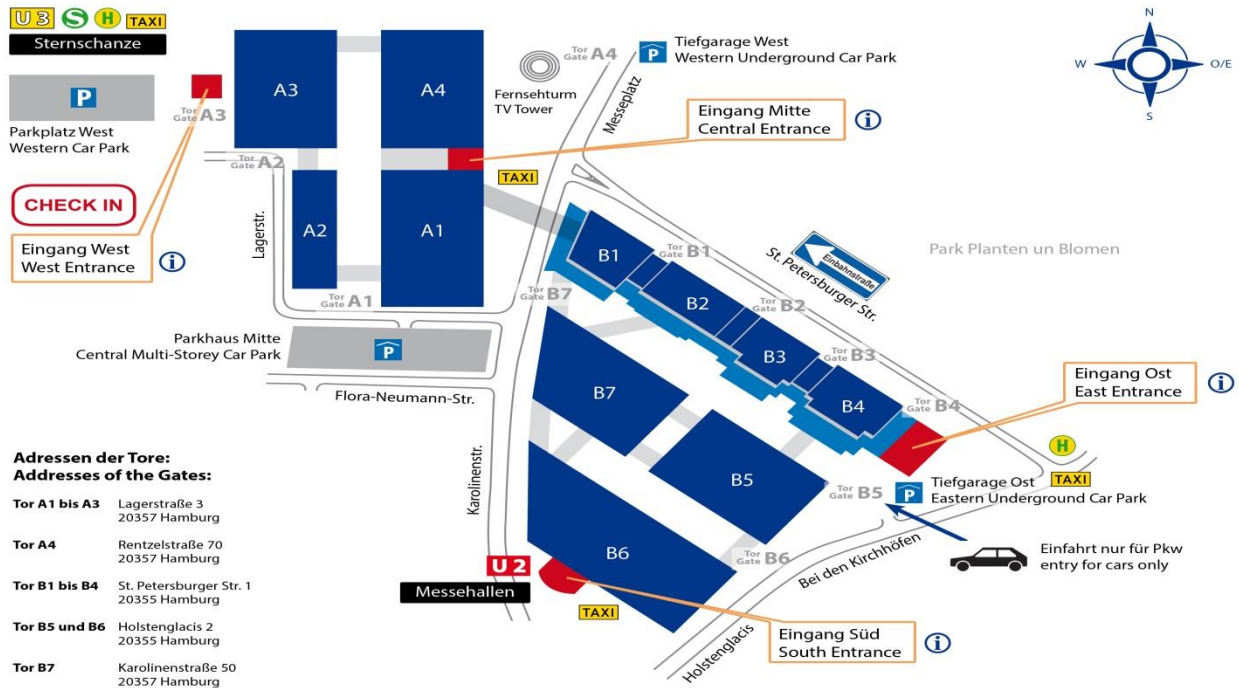 U 3 S H TAXI
Sternschanze
P
Parkplatz West
Western Car Park
CHECK IN
Eingang West
West Entrance
i
Tor
Gate A3
A3
A4
Tor
Gate A2
A2
A1
Tor
Gate A1
Lagerstr.
Fernsehturm
TV Tower
Tor
Gate A4
P
Tiefgarage West
Western Underground Car Park
Messeplatz
Eingang Mitte
Central Entrance
i
TAXI
N
W
O/E
S
Parkhaus Mitte
Central Multi-Storey Car Park
P
Flora-Neumann-Str.
Karolinenstr.
B1
Tor
Gate B1
B2
Tor
Gate B2
B3
Tor
Gate B3
B4
Tor
Gate B4
Tor
Gate B7
B7
B5
B6
Einbahnstraße
St. Petersburger Str.
Park Planten un Blomen
Eingang Ost
East Entrance
i
H
TAXI
Tor
Gate B5
P
Tiefgarage Ost
Eastern Underground Car Park
Tor
Gate B6
Bei den Kirchhöfen
Einfahrt nur für Pkw
entry for cars only
U 2
Messehallen
TAXI
Holstenglacis
Eingang Süd
South Entrance
i
Adressen der Tore:
Addresses of the Gates:
Tor A1 bis A3 Lagerstraße 3
20357 Hamburg
Tor A4 Rentzelstraße 70
20357 Hamburg
Tor B1 bis B4 St. Petersburger Str. 1
20355 Hamburg
Tor B5 und B6 Holstenglacis 2
20355 Hamburg
Tor B7 Karolinenstraße 50
20357 Hamburg